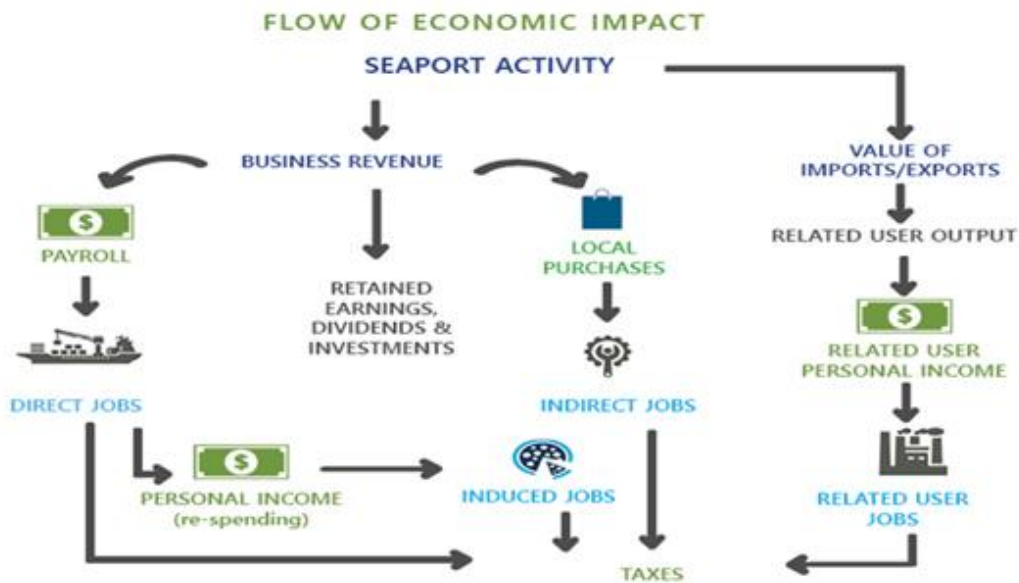 FLOW OF ECONOMIC IMPACT
SEAPORT ACTIVITY
BUSINESS REVENUE
VALUE OF
IMPORTS/EXPORTS
$
PAYROLL
LOCAL
PURCHASES
RELATED USER OUTPUT
RETAINED
EARNINGS,
DIVIDENDS &
INVESTMENTS
$
RELATED USER
PERSONAL INCOME
DIRECT JOBS
INDIRECT JOBS
$
PERSONAL INCOME
(re-spending)
INDUCED JOBS
RELATED USER
JOBS
TAXES